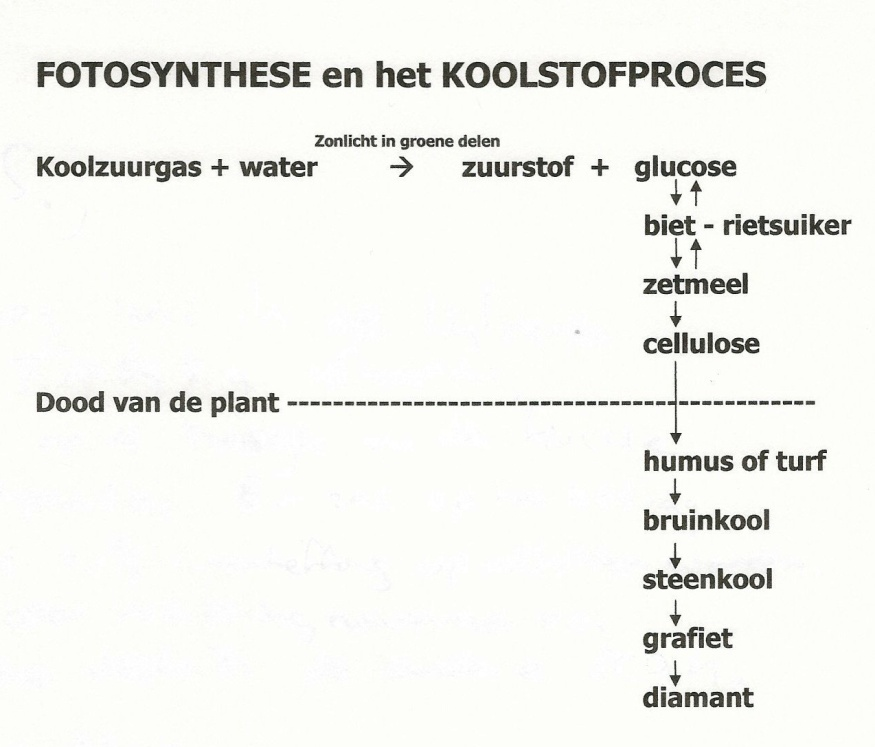 FOTOSYNTHESE en het KOOLSTOFPROCES
Zonlicht in groene delen
Koolzuurgas + water → zuurstof + glucose
biet - rietsuiker
zetmeel
cellulose
Dood van de plant
humus of turf
bruinkool
steenkool
grafiet
diamant